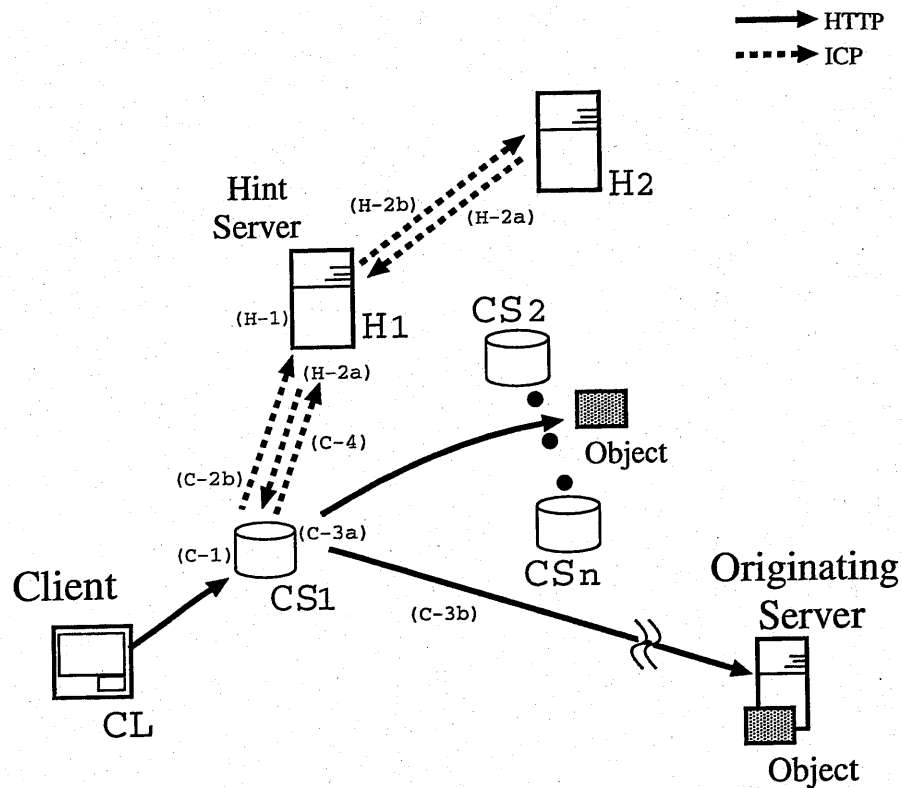 HTTP
ICP
H2
Hint
Server
(H-2b)
(H-2a)
(H-1)
H1
CS2
(H-2a)
(C-4)
Object
(C-2b)
(C-1)
(C-3a)
CS1
CSn
Client
(C-3b)
Originating
Server
CL
Object